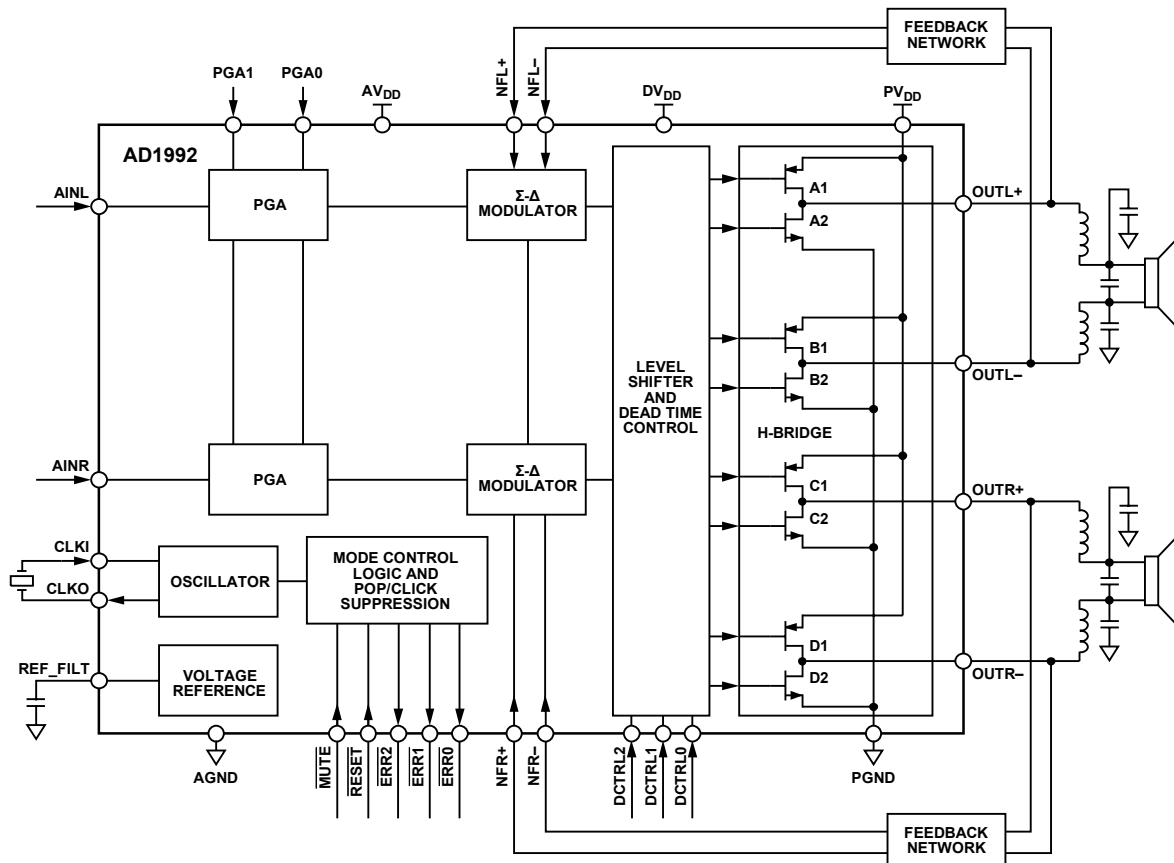 FEEDBACK
NETWORK
PGA1
PGA0
AVDD
NFL+
NFL–
DVDD
PVDD
AD1992
AINL
PGA
Σ-Δ
MODULATOR
A1
A2
OUTL+
B1
B2
OUTL–
LEVEL
SHIFTER
AND
DEAD TIME
CONTROL
H-BRIDGE
AINR
PGA
Σ-Δ
MODULATOR
C1
C2
OUTR+
CLKI
CLKO
OSCILLATOR
MODE CONTROL
LOGIC AND
POP/CLICK
SUPPRESSION
D1
D2
OUTR–
REF_FILT
VOLTAGE
REFERENCE
AGND
MUTE
RESET
ERR2
ERR1
ERR0
NFR+
NFR–
DCTRL2
DCTRL1
DCTRL0
PGND
FEEDBACK
NETWORK